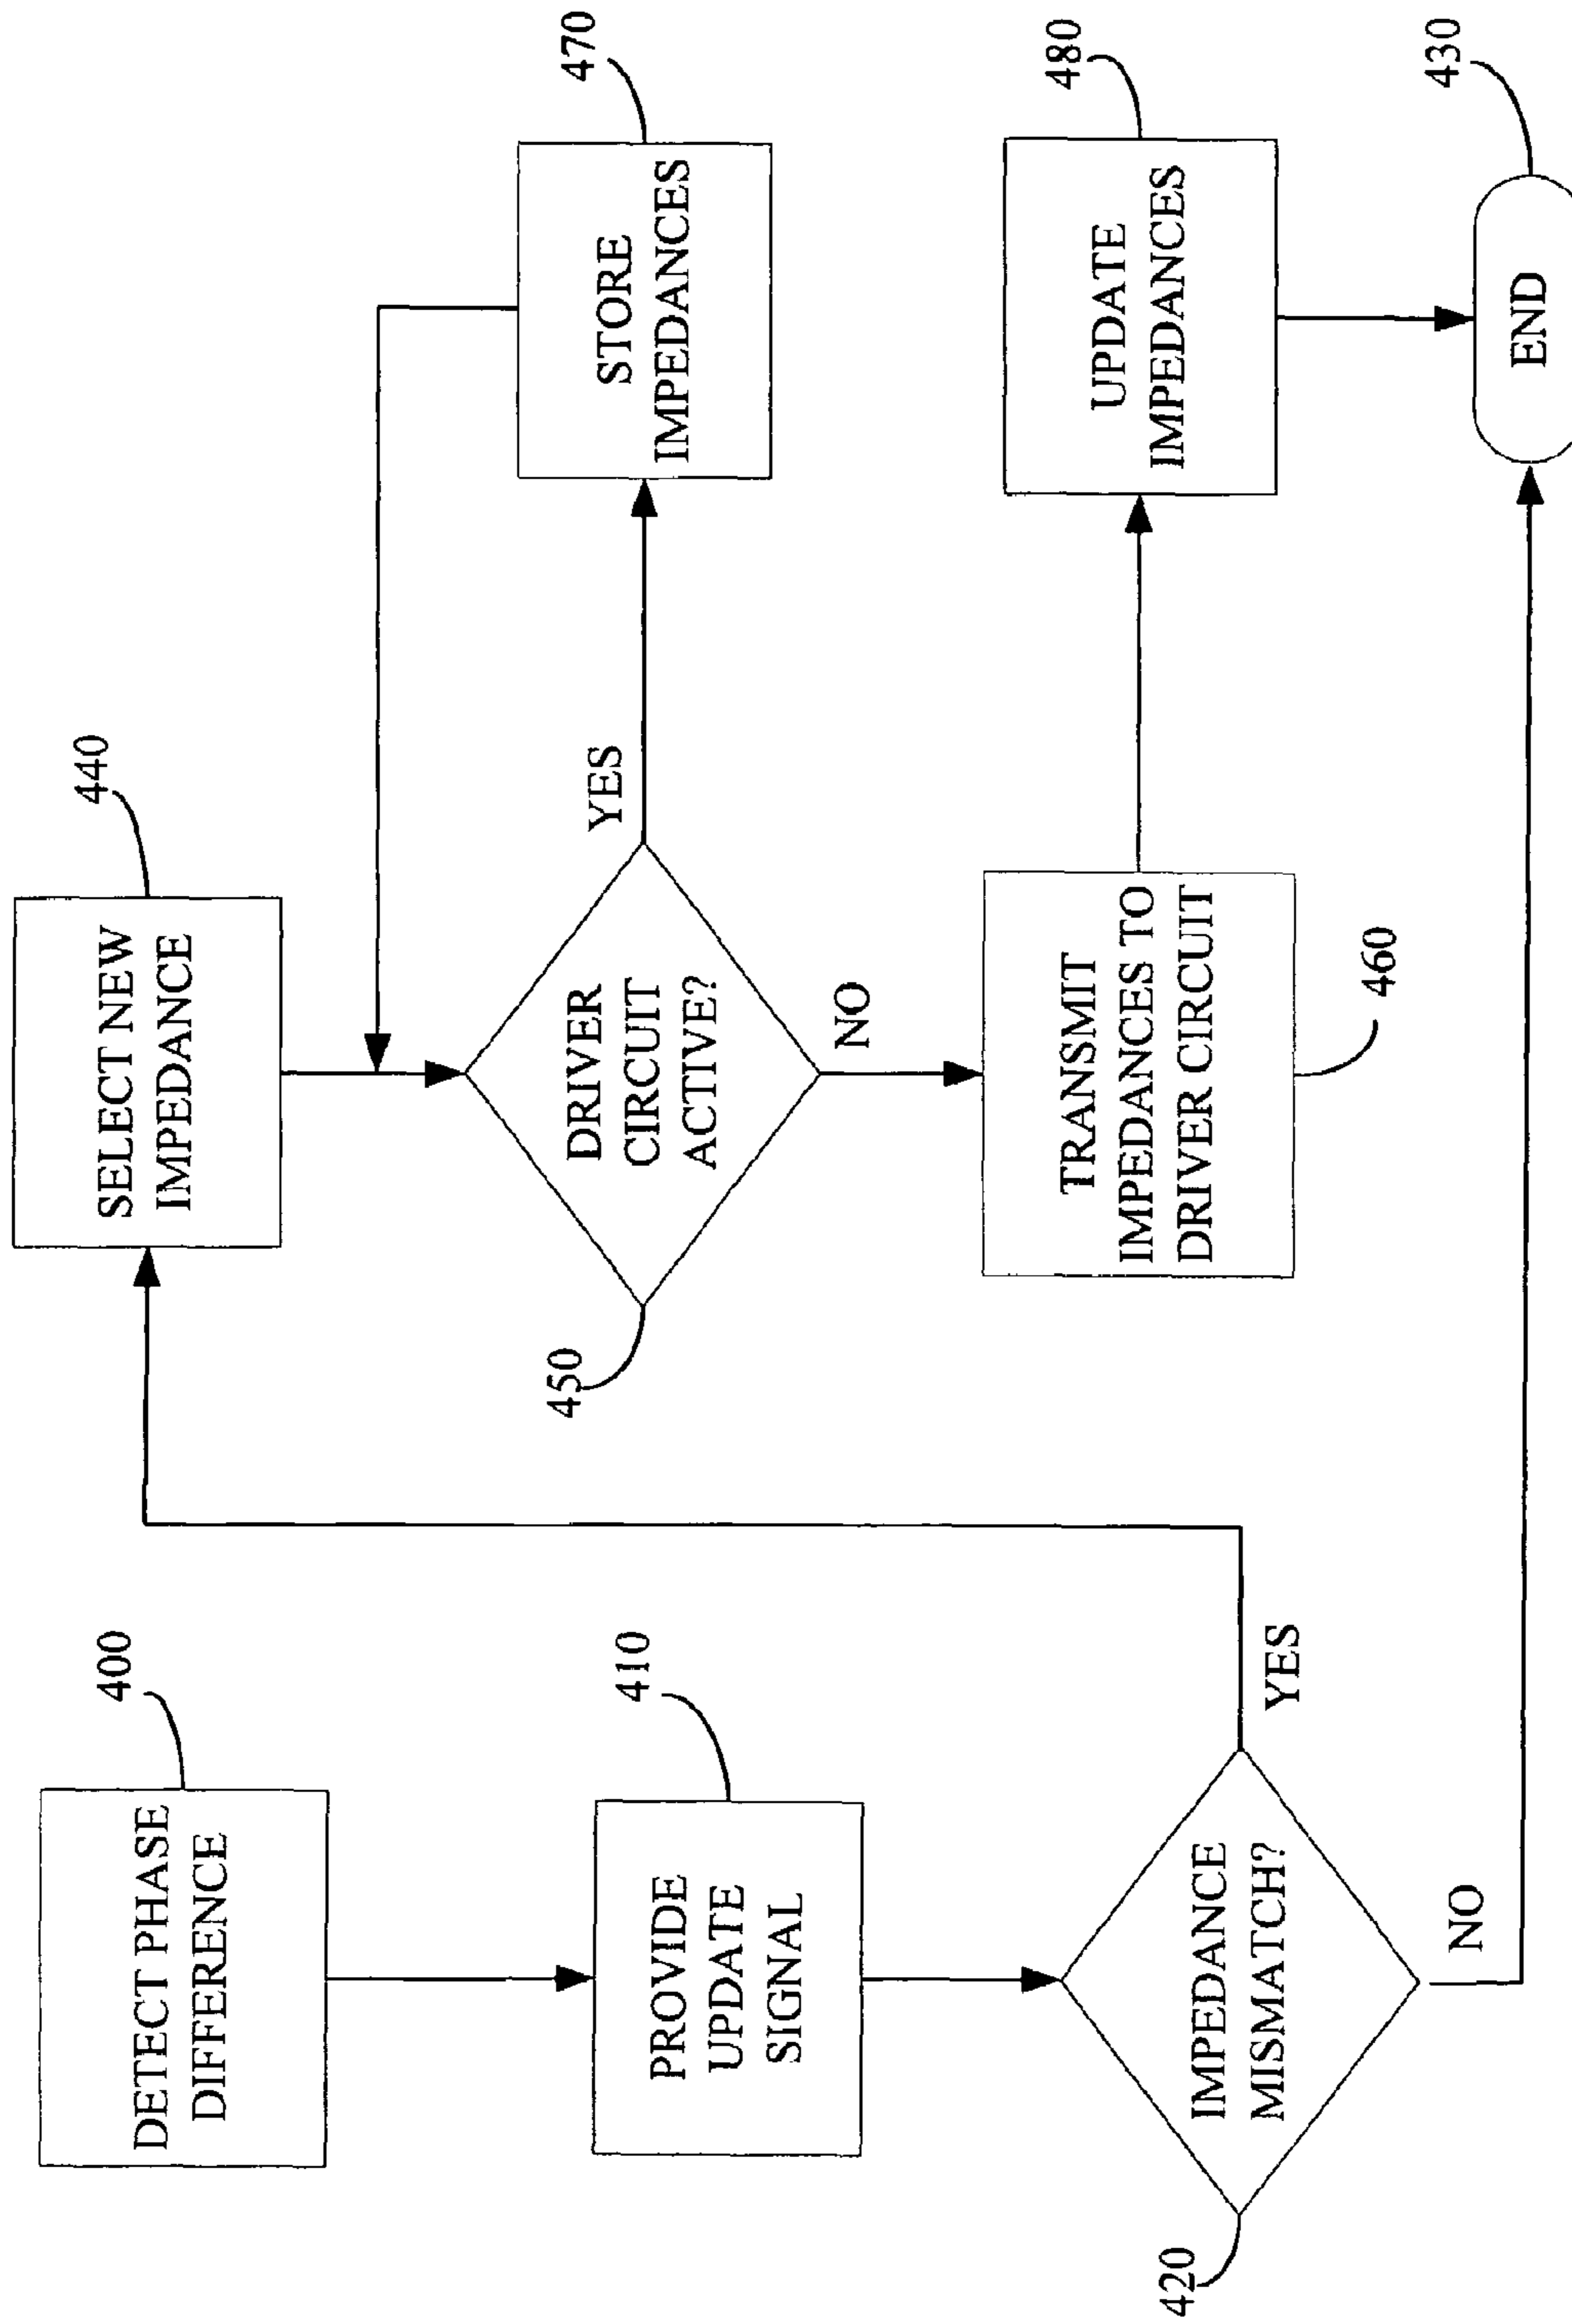 400
DETECT PHASE
DIFFERENCE
410
PROVIDE
UPDATE
SIGNAL
420
IMPEDANCE
MISMATCH?
YES
NO
440
SELECT NEW
IMPEDANCE
450
DRIVER
CIRCUIT
ACTIVE?
YES
NO
470
STORE
IMPEDANCES
TRANSMIT
IMPEDANCES TO
DRIVER CIRCUIT
460
480
UPDATE
IMPEDANCES
430
END